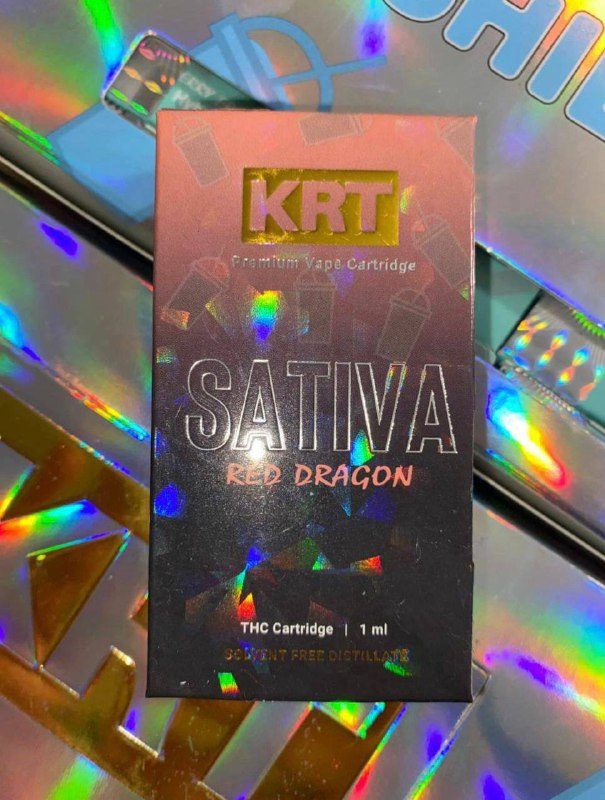 KRT
Premium Vape Cartridge
SATIVA
RED DRAGON
THC Cartridge | 1 ml
SOLVENT FREE DISTILLATE